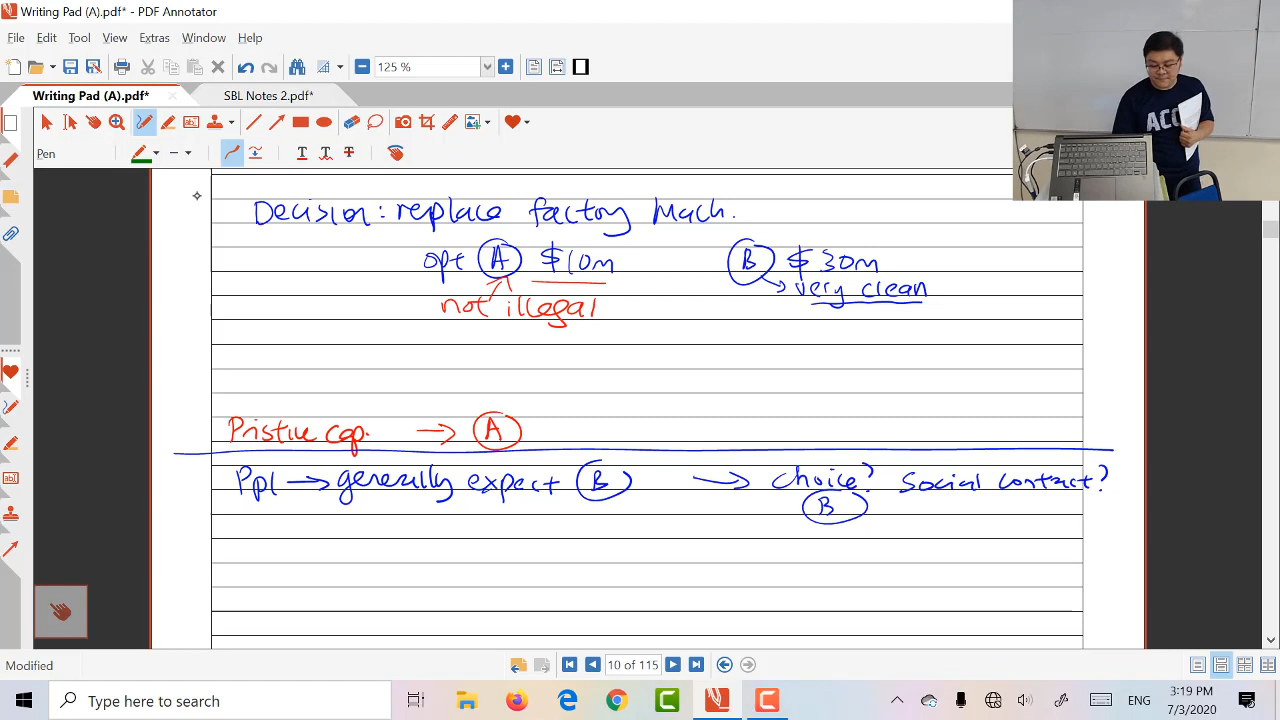 Writing Pad (A).pdf* - PDF Annotator
File Edit Tool View Extras Window Help
125 %
Writing Pad (A).pdf* SBL Notes 2.pdf*
Pen
ACC
Decision: replace factory Mach.
opt A $10m B $30m
very clean
not illegal
Pristine cap. → A
Ppl → generally expect B → choice? Social contract?
B
10 of 115
Modified
Type here to search
ENG
3:19 PM
7/3/2020